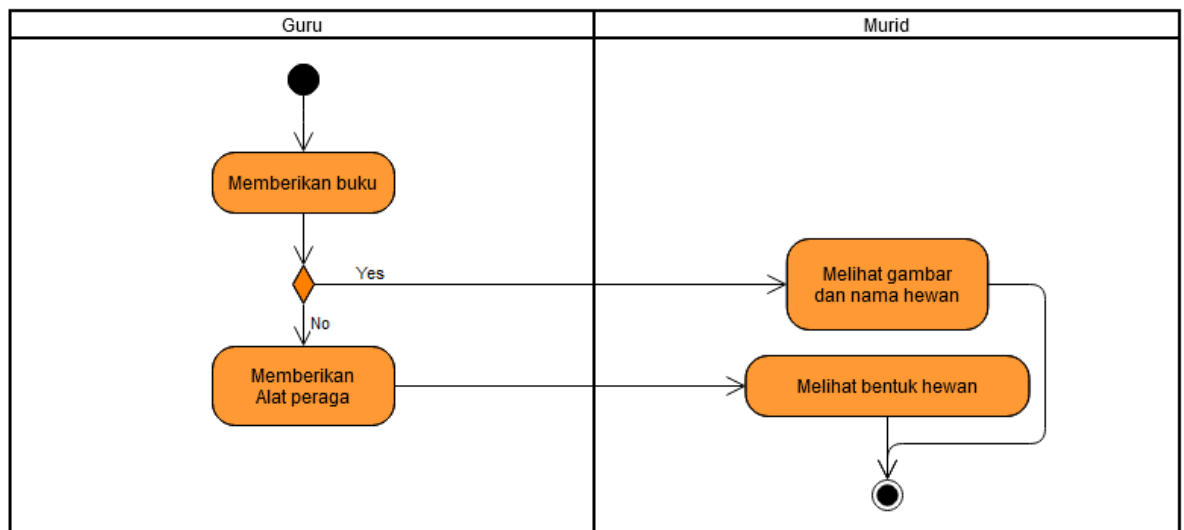 Guru
Murid
Memberikan buku
Yes
Melihat gambar
dan nama hewan
No
Memberikan
Alat peraga
Melihat bentuk hewan